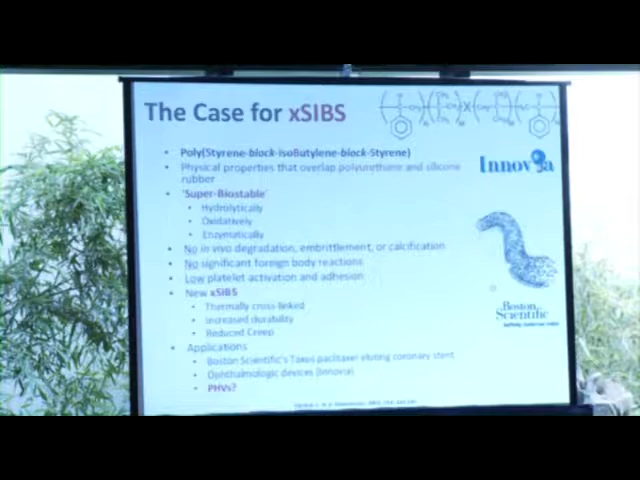 The Case for xSIBS
Poly(Styrene-block-isoButylene-block-Styrene)
Physical properties that overlap polyurethane and silicone
rubber
'Super-Biostable'
Hydrolytically
Oxidatively
Enzymatically
No in vivo degradation, embrittlement, or calcification
No significant foreign body reactions
Low platelet activation and adhesion
New xSIBS
Thermally cross-linked
Increased durability
Reduced Creep
Applications
Boston Scientific's Taxus paclitaxel eluting coronary stent
Ophthalmologic devices (Innovia)
PHVs?
Innovia
Boston
Scientific